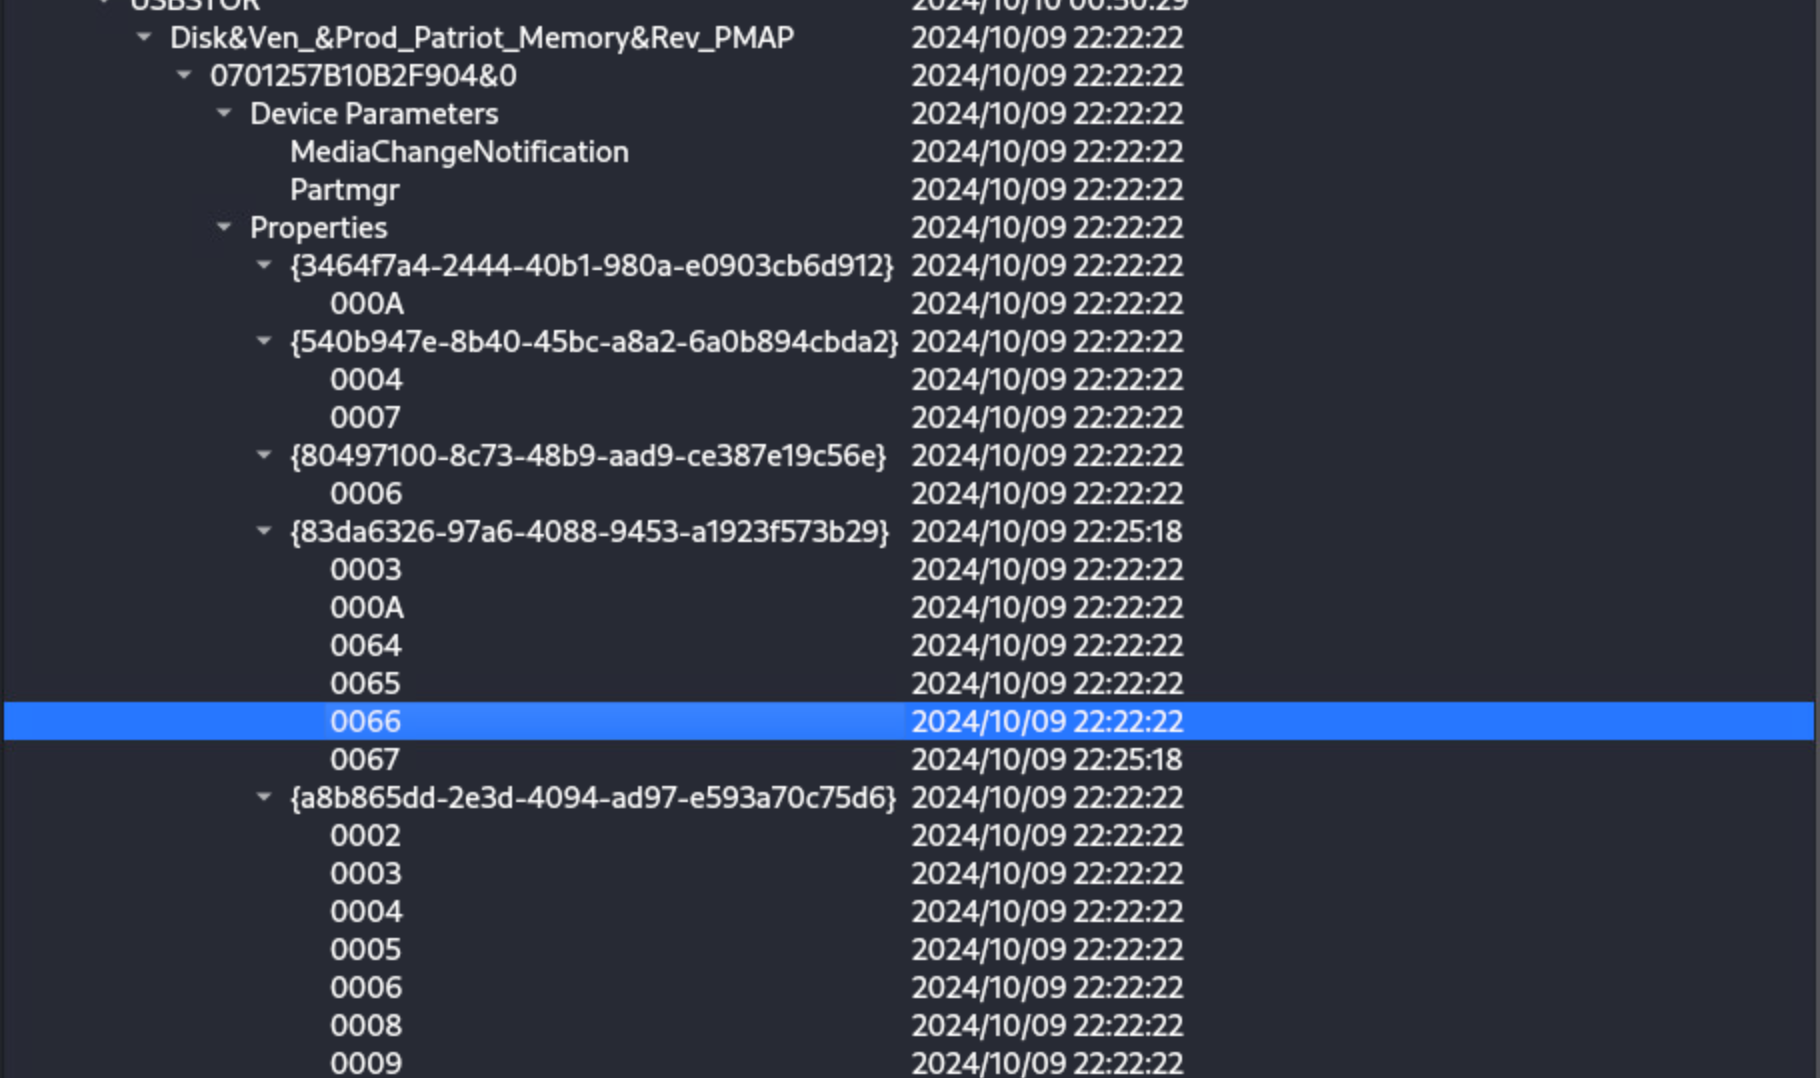 USBSTOR 2024/10/10 00:50:29
Disk&Ven_&Prod_Patriot_Memory&Rev_PMAP 2024/10/09 22:22:22
0701257B10B2F904&0 2024/10/09 22:22:22
Device Parameters 2024/10/09 22:22:22
MediaChangeNotification 2024/10/09 22:22:22
Partmgr 2024/10/09 22:22:22
Properties 2024/10/09 22:22:22
{3464f7a4-2444-40b1-980a-e0903cb6d912} 2024/10/09 22:22:22
000A 2024/10/09 22:22:22
{540b947e-8b40-45bc-a8a2-6a0b894cbda2} 2024/10/09 22:22:22
0004 2024/10/09 22:22:22
0007 2024/10/09 22:22:22
{80497100-8c73-48b9-aad9-ce387e19c56e} 2024/10/09 22:22:22
0006 2024/10/09 22:22:22
{83da6326-97a6-4088-9453-a1923f573b29} 2024/10/09 22:25:18
0003 2024/10/09 22:22:22
000A 2024/10/09 22:22:22
0064 2024/10/09 22:22:22
0065 2024/10/09 22:22:22
0066 2024/10/09 22:22:22
0067 2024/10/09 22:25:18
{a8b865dd-2e3d-4094-ad97-e593a70c75d6} 2024/10/09 22:22:22
0002 2024/10/09 22:22:22
0003 2024/10/09 22:22:22
0004 2024/10/09 22:22:22
0005 2024/10/09 22:22:22
0006 2024/10/09 22:22:22
0008 2024/10/09 22:22:22
0009 2024/10/09 22:22:22